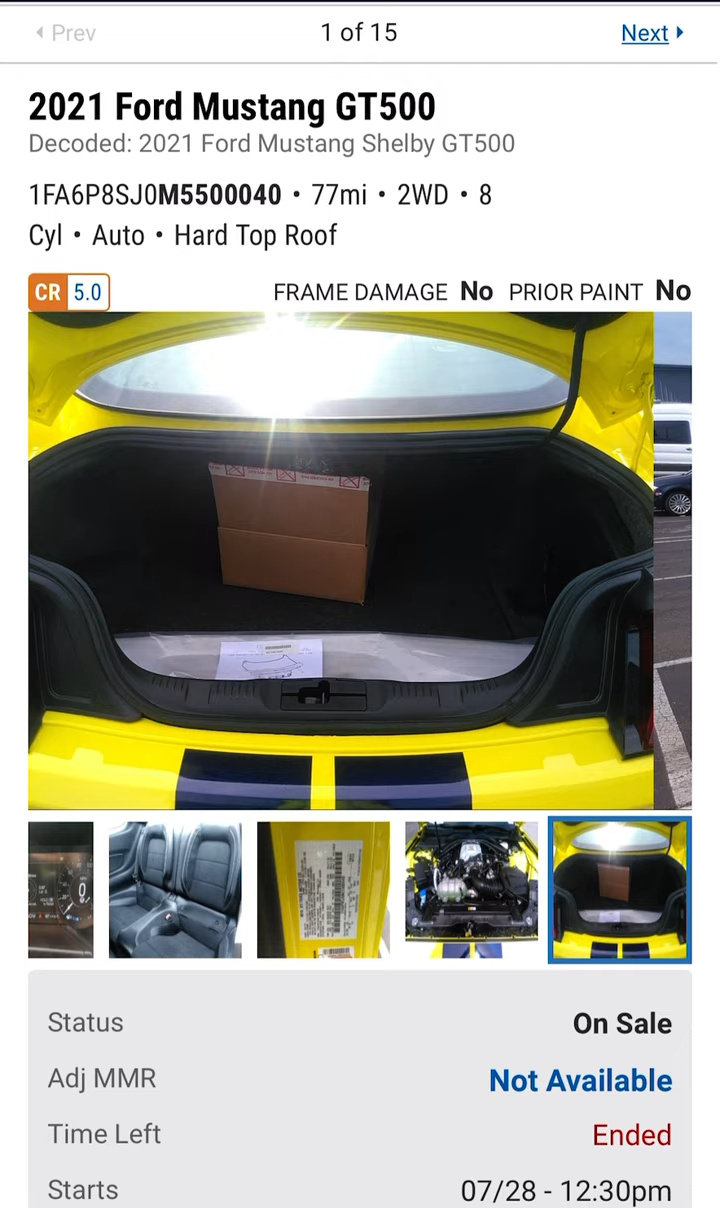 Prev
1 of 15
Next
2021 Ford Mustang GT500
Decoded: 2021 Ford Mustang Shelby GT500
1FA6P8SJ0M5500040 • 77mi • 2WD • 8
Cyl • Auto • Hard Top Roof
CR 5.0 FRAME DAMAGE No PRIOR PAINT No
Status On Sale
Adj MMR Not Available
Time Left Ended
Starts 07/28 - 12:30pm